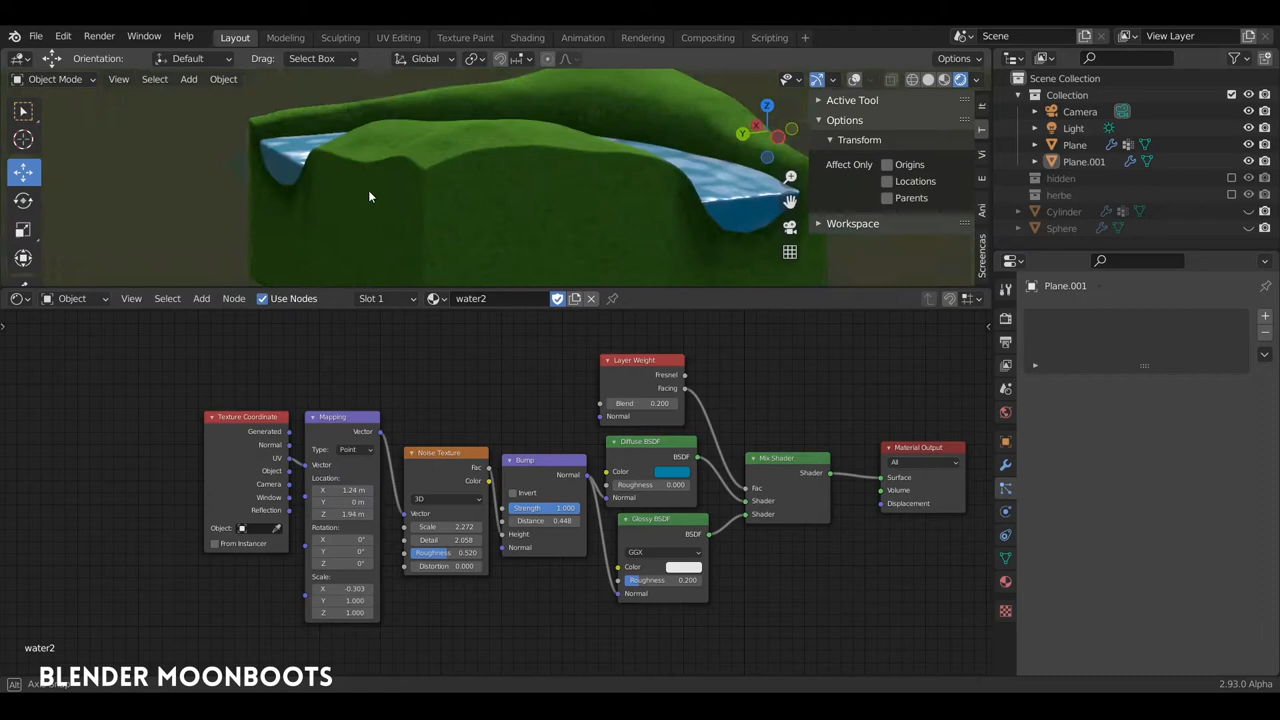 File Edit Render Window Help Layout Modeling Sculpting UV Editing Texture Paint Shading Animation Rendering Compositing Scripting + Scene View Layer
Orientation: Default Drag: Select Box Global Options
Object Mode View Select Add Object
Z
Y
X
Active Tool
Options
Transform
Affect Only Origins
Locations
Parents
Workspace
It
T
Vi
E
Ani
Screencas
Scene Collection
Collection
Camera
Light
Plane
Plane.001
hidden
herbe
Cylinder
Sphere
Plane.001
Object View Select Add Node Use Nodes Slot 1 water2
Texture Coordinate
Generated
Normal
UV
Object
Camera
Window
Reflection
Object:
From Instancer
Mapping
Vector
Type: Point
Vector
Location:
X 1.24 m
Y 0 m
Z 1.94 m
Rotation:
X 0°
Y 0°
Z 0°
Scale:
X -0.303
Y 1.000
Z 1.000
Noise Texture
Fac
Color
3D
Vector
Scale 2.272
Detail 2.058
Roughness 0.520
Distortion 0.000
Bump
Normal
Invert
Strength 1.000
Distance 0.448
Height
Normal
Layer Weight
Fresnel
Facing
Blend 0.200
Normal
Diffuse BSDF
BSDF
Color
Roughness 0.000
Normal
Glossy BSDF
BSDF
GGX
Color
Roughness 0.200
Normal
Mix Shader
Shader
Fac
Shader
Shader
Material Output
All
Surface
Volume
Displacement
water2
BLENDER MOONBOOTS
Alt
2.93.0 Alpha